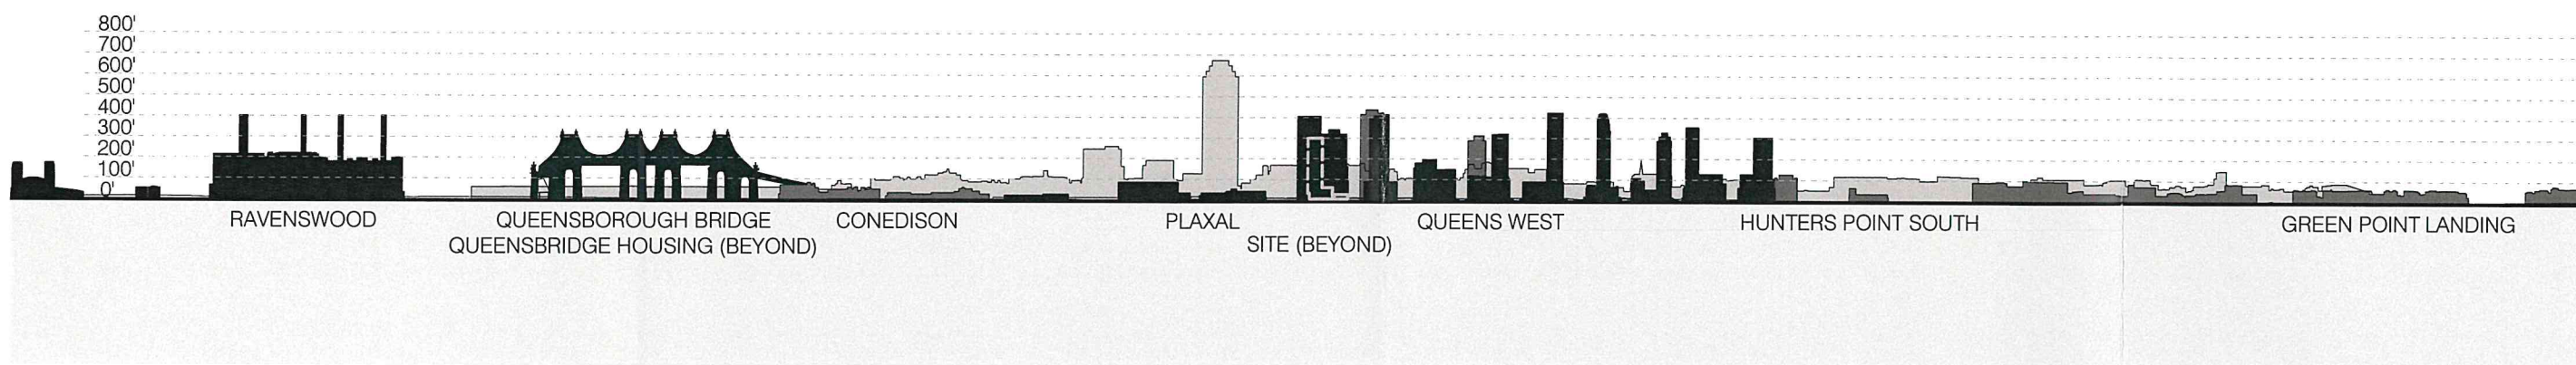 800'
700'
600'
500'
400'
300'
200'
100'
0'
RAVENSWOOD
QUEENSBOROUGH BRIDGE
QUEENSBRIDGE HOUSING (BEYOND)
CONEDISON
PLAXAL
SITE (BEYOND)
QUEENS WEST
HUNTERS POINT SOUTH
GREEN POINT LANDING